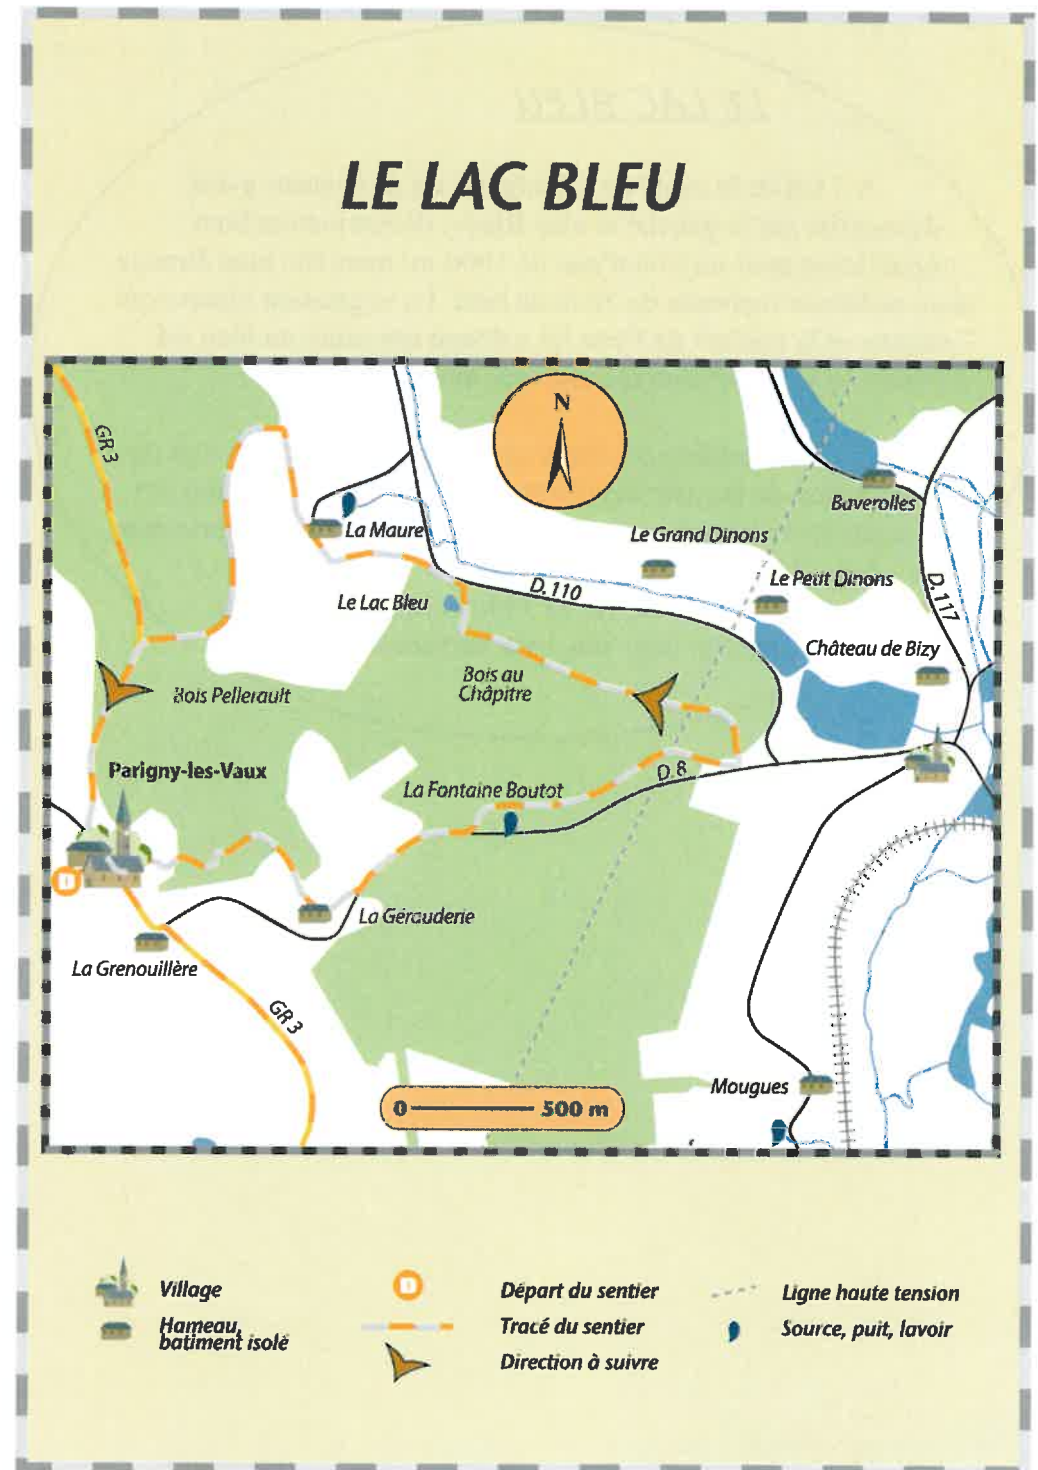 LE LAC BLEU
N
GR 3
Baverolles
La Maure
Le Grand Dinons
Le Petit Dinons
D. 110
D. 117
Le Lac Bleu
Château de Bizy
Bois au
Châpitre
Bois Pellerault
Parigny-les-Vaux
D. 8
La Fontaine Boutot
La Gérauderie
La Grenouillère
GR 3
Mougues
0 500 m
Village
Hameau,
batiment isolé
Départ du sentier
Tracé du sentier
Direction à suivre
Ligne haute tension
Source, puit, lavoir